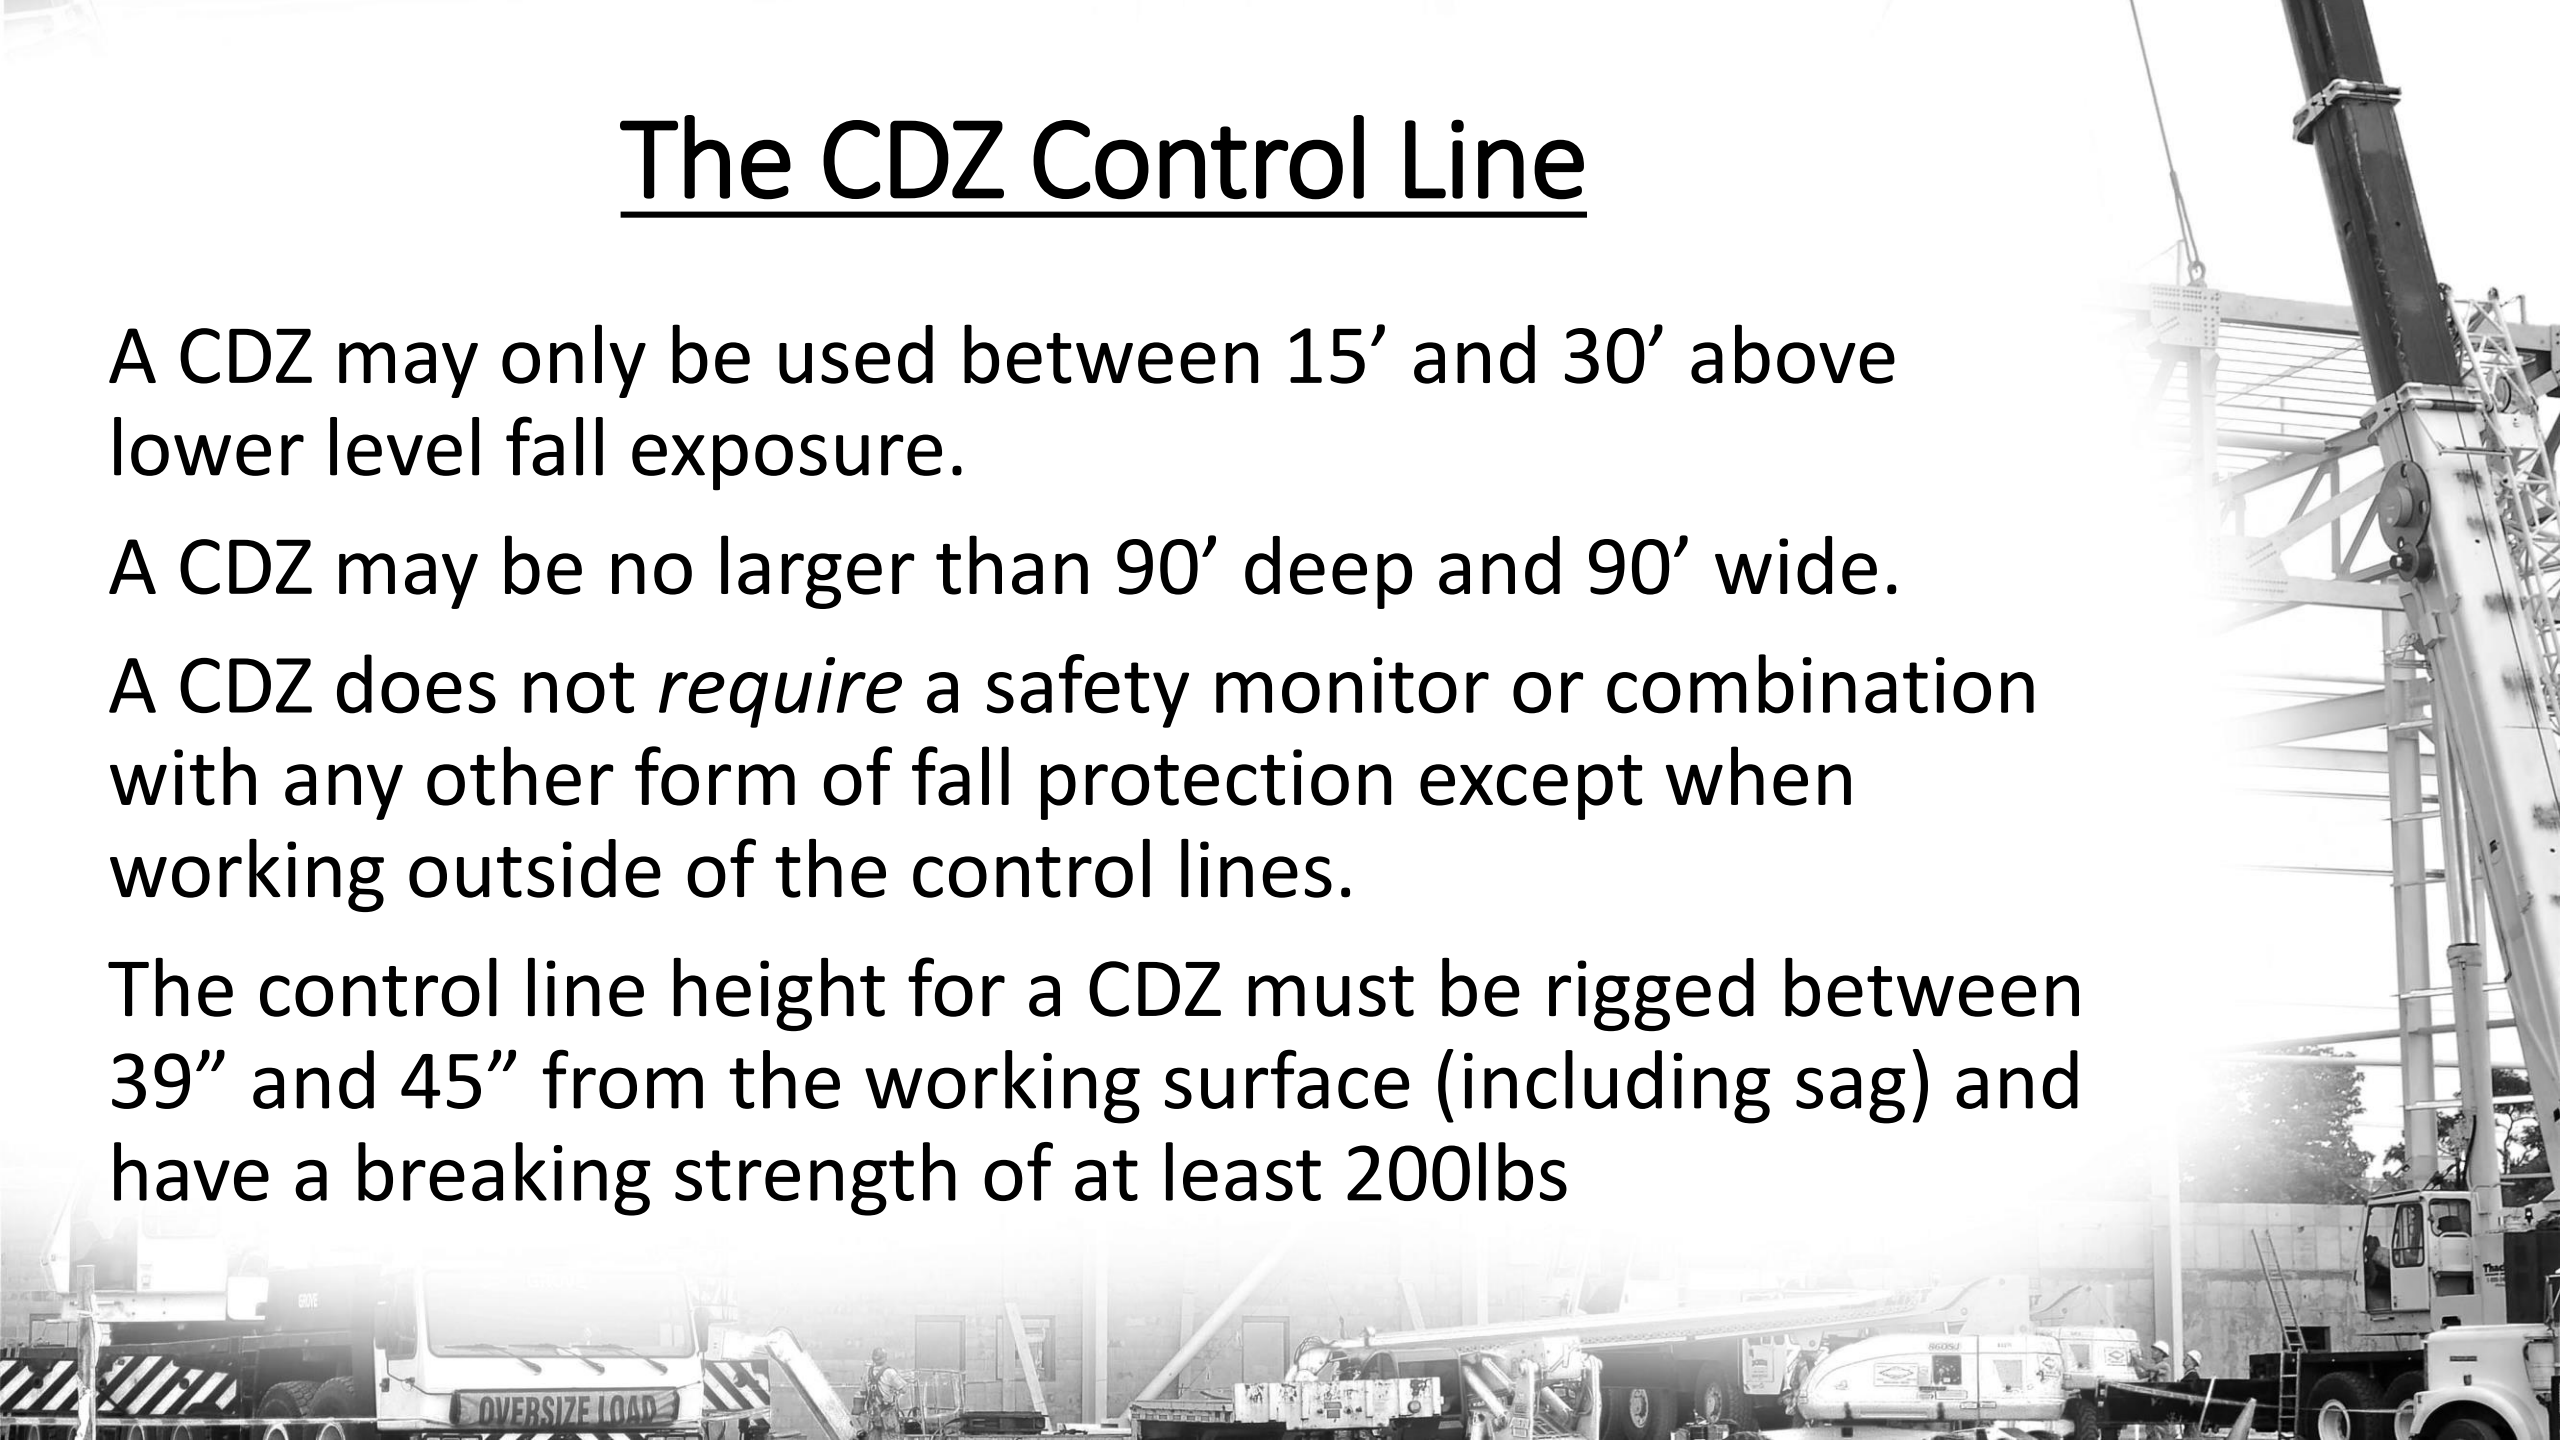 The CDZ Control Line
A CDZ may only be used between 15’ and 30’ above
lower level fall exposure.
A CDZ may be no larger than 90’ deep and 90’ wide.
A CDZ does not require a safety monitor or combination
with any other form of fall protection except when
working outside of the control lines.
The control line height for a CDZ must be rigged between
39” and 45” from the working surface (including sag) and
have a breaking strength of at least 200lbs
GROVE
OVERSIZE LOAD